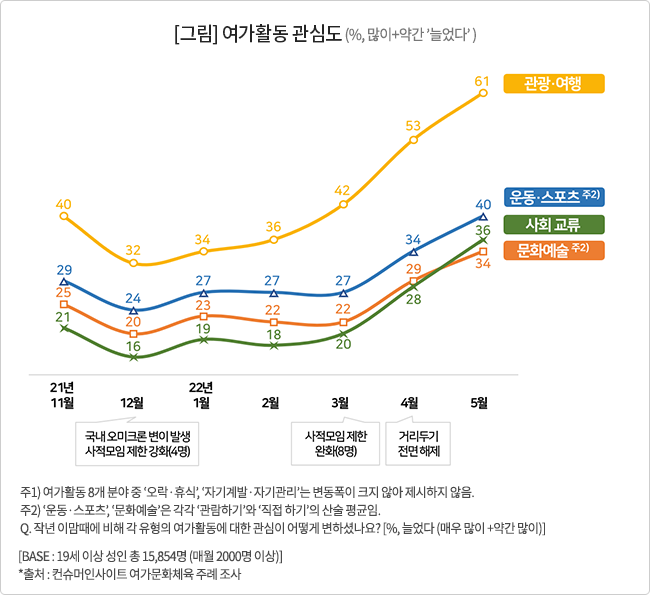 [그림] 여가활동 관심도 (%, 많이+약간 '늘었다' )
61
관광·여행
53
42
40
36
34
32
운동·스포츠 주2)
40
사회 교류
36
문화예술 주2)
34
34
29
27
27
27
24
29
28
25
23
22
22
20
21
19
18
20
16
21년
11월
12월
22년
1월
2월
3월
4월
5월
국내 오미크론 변이 발생
사적모임 제한 강화(4명)
사적모임 제한
완화(8명)
거리두기
전면 해제
주1) 여가활동 8개 분야 중 '오락·휴식', '자기계발·자기관리'는 변동폭이 크지 않아 제시하지 않음.
주2) '운동·스포츠', '문화예술'은 각각 '관람하기'와 '직접 하기'의 산술 평균임.
Q. 작년 이맘때에 비해 각 유형의 여가활동에 대한 관심이 어떻게 변하셨나요? [%, 늘었다 (매우 많이 +약간 많이)]
[BASE : 19세 이상 성인 총 15,854명 (매월 2000명 이상)]
*출처 : 컨슈머인사이트 여가문화체육 주례 조사